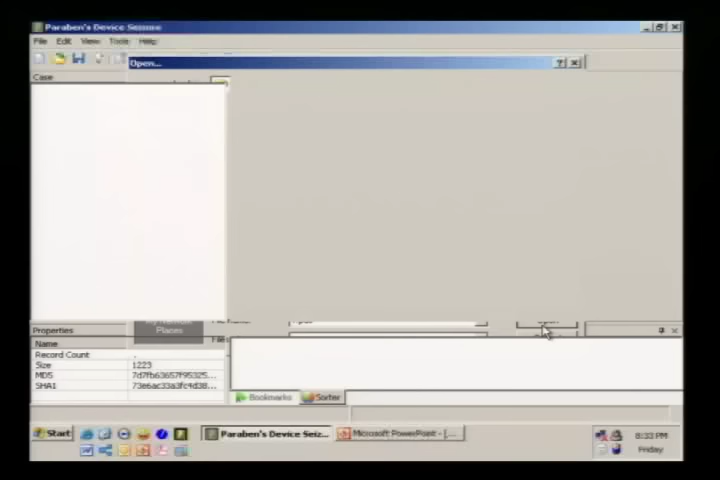 Paraben's Device Seizure
File Edit View Tools Help
Open...
Case
Places
Properties
Name
Record Count
Size 1223
MD5 7d7fb63657f95325...
SHA1 73e6ac33a3fc4d38...
Bookmarks Sorter
Start Paraben's Device Seiz... Microsoft PowerPoint - [... 8:33 PM
Friday